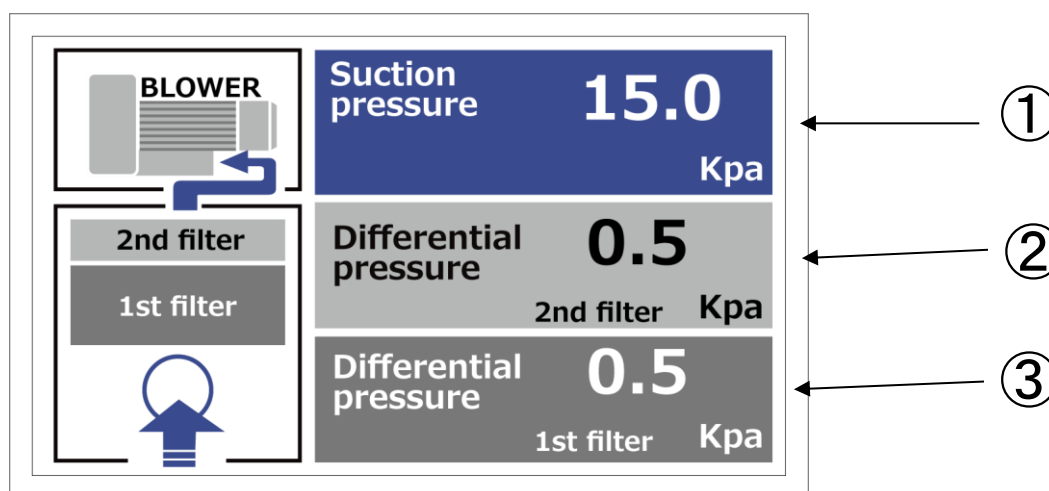 BLOWER
2nd filter
1st filter
Suction
pressure
15.0
Kpa
①
Differential
pressure
0.5
2nd filter
Kpa
②
Differential
pressure
0.5
1st filter
Kpa
③